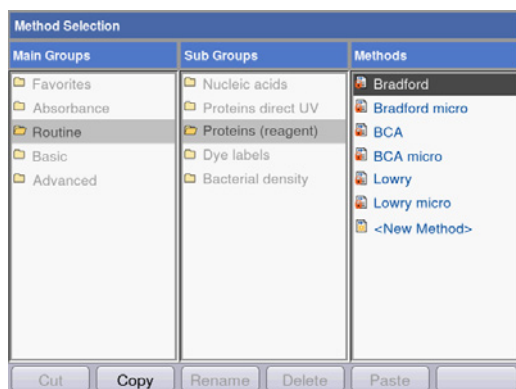 Method Selection
Main Groups
Favorites
Absorbance
Routine
Basic
Advanced
Sub Groups
Nucleic acids
Proteins direct UV
Proteins (reagent)
Dye labels
Bacterial density
Methods
Bradford
Bradford micro
BCA
BCA micro
Lowry
Lowry micro
<New Method>
Cut Copy Rename Delete Paste